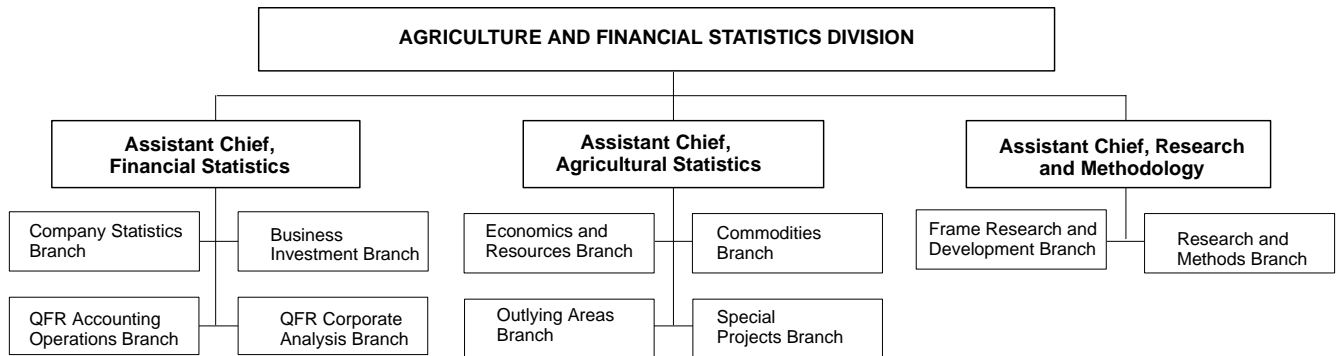 AGRICULTURE AND FINANCIAL STATISTICS DIVISION
Assistant Chief,
Financial Statistics
Assistant Chief,
Agricultural Statistics
Assistant Chief, Research
and Methodology
Company Statistics
Branch
Business
Investment Branch
Economics and
Resources Branch
Commodities
Branch
Frame Research and
Development Branch
Research and
Methods Branch
QFR Accounting
Operations Branch
QFR Corporate
Analysis Branch
Outlying Areas
Branch
Special
Projects Branch